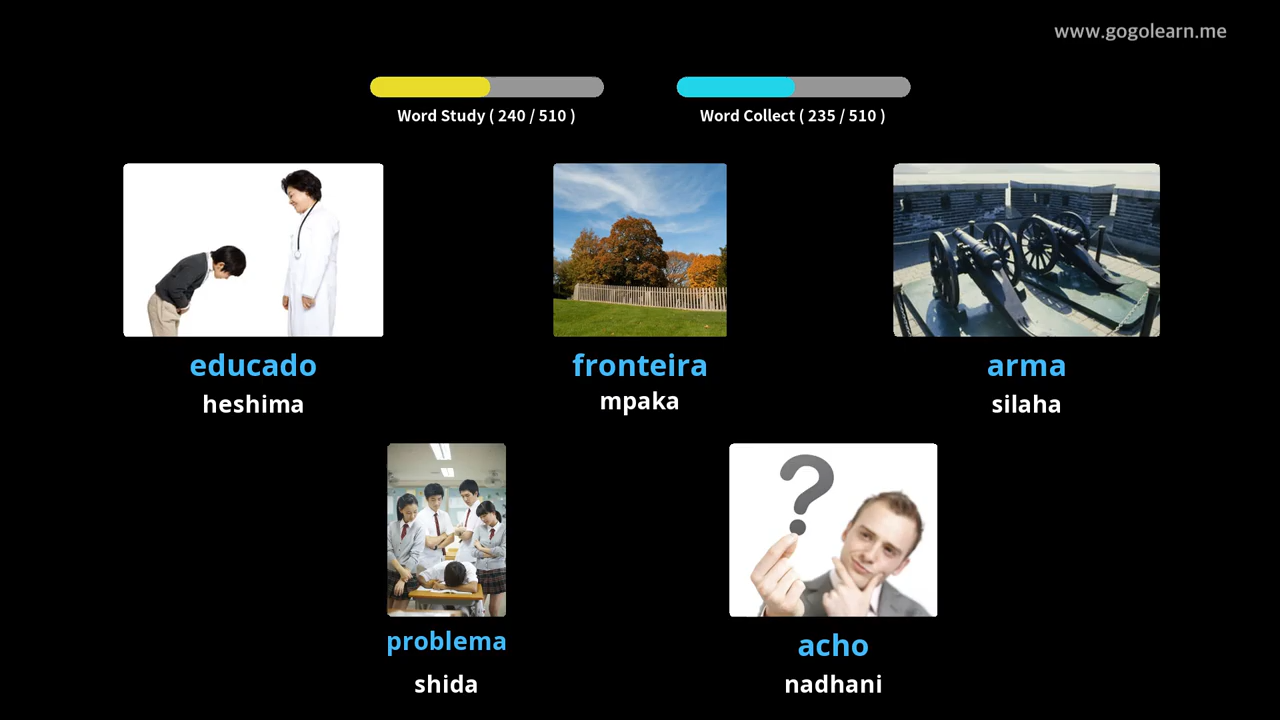 www.gogolearn.me
Word Study ( 240 / 510 )
Word Collect ( 235 / 510 )
educado
heshima
fronteira
mpaka
arma
silaha
problema
shida
acho
nadhani